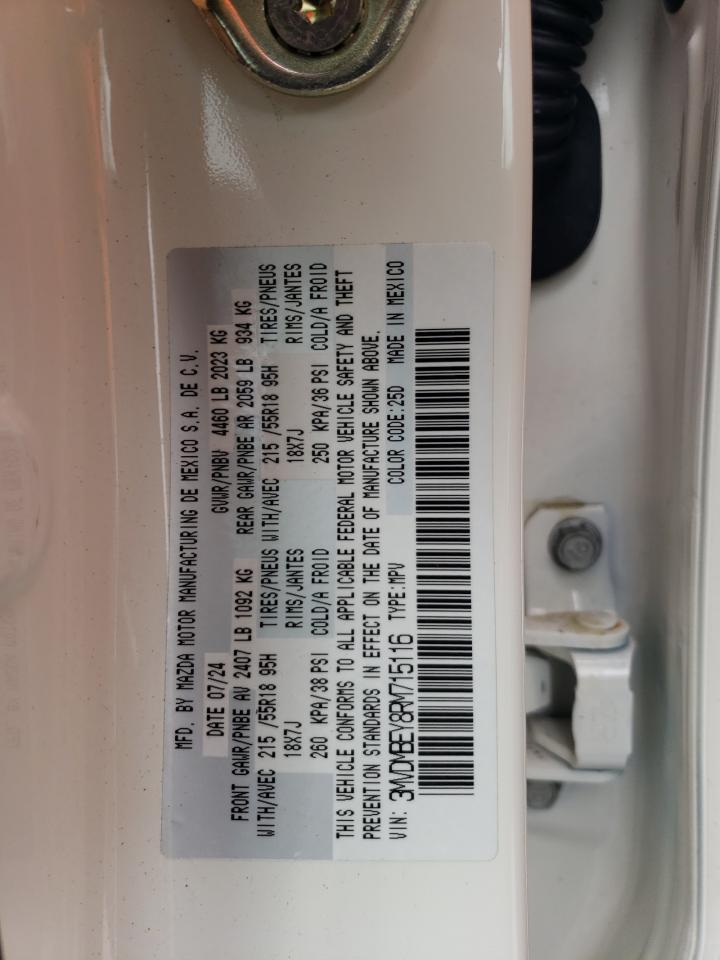 MFD. BY MAZDA MOTOR MANUFACTURING DE MEXICO S.A. DE C.V.
DATE 07/24 GVWR/PNBV 4460 LB 2023 KG
FRONT GAWR/PNBE AV 2407 LB 1092 KG REAR GAWR/PNBE AR 2059 LB 934 KG
WITH/AVEC 215 /55R18 95H TIRES/PNEUS WITH/AVEC 215 /55R18 95H TIRES/PNEUS
18X7J RIMS/JANTES 18X7J RIMS/JANTES
260 KPA/38 PSI COLD/A FROID 250 KPA/36 PSI COLD/A FROID
THIS VEHICLE CONFORMS TO ALL APPLICABLE FEDERAL MOTOR VEHICLE SAFETY AND THEFT
PREVENTION STANDARDS IN EFFECT ON THE DATE OF MANUFACTURE SHOWN ABOVE.
VIN: 3MVDMBEY8RM715116 TYPE:MPV COLOR CODE:25D MADE IN MEXICO